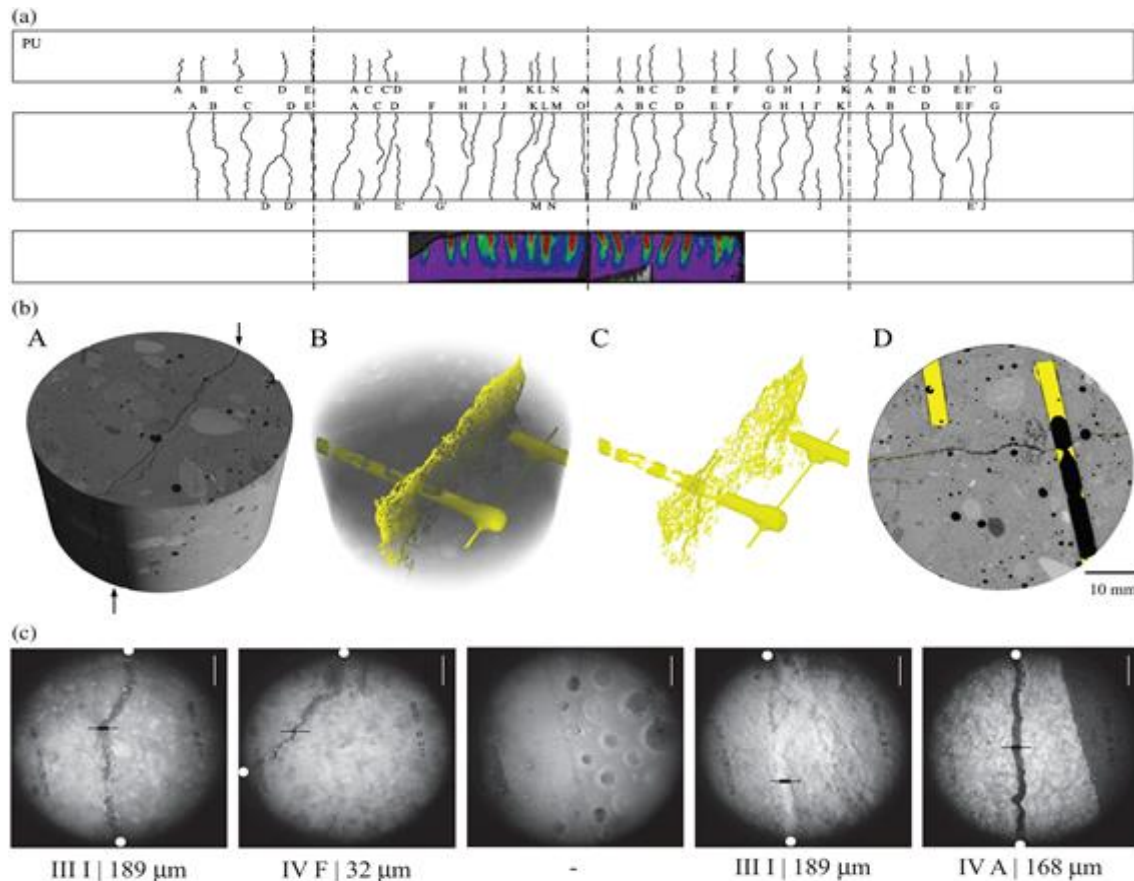 (a)
PU
A B C D E A C C' D H I J K L N A A B C D E F G H J K A B C D E E'' G
A B C D E A C D F H I J K L M O A B C D E F G H I I' K A B C D E F G
D D' B' E' G' M N B' J E' J
(b)
A B C D
10 mm
(c)
III I | 189 μm IV F | 32 μm - III I | 189 μm IV A | 168 μm